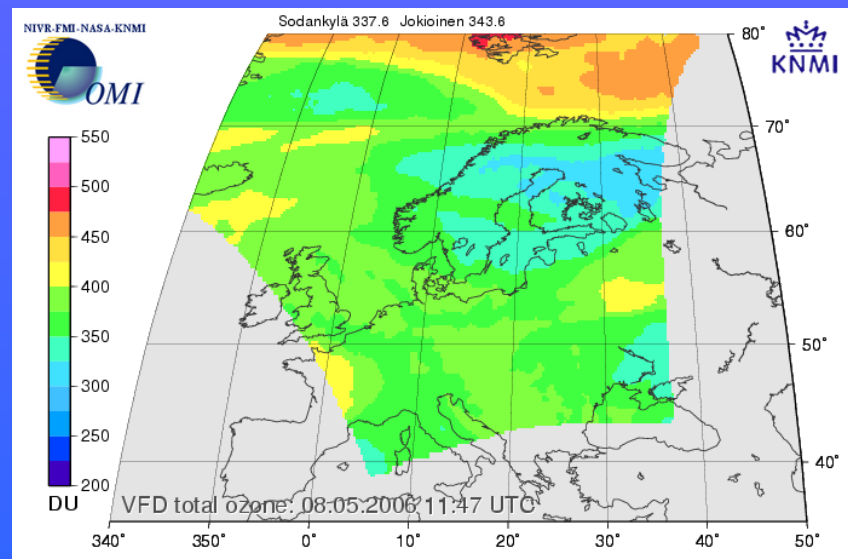 Sodankylä 337.6 Jokioinen 343.6
NIVR-FMI-NASA-KNMI
OMI
KNMI
80°
70°
60°
50°
40°
550
500
450
400
350
300
250
200
DU
VFD total ozone: 08.05.2006 11:47 UTC
340° 350° 0° 10° 20° 30° 40° 50°